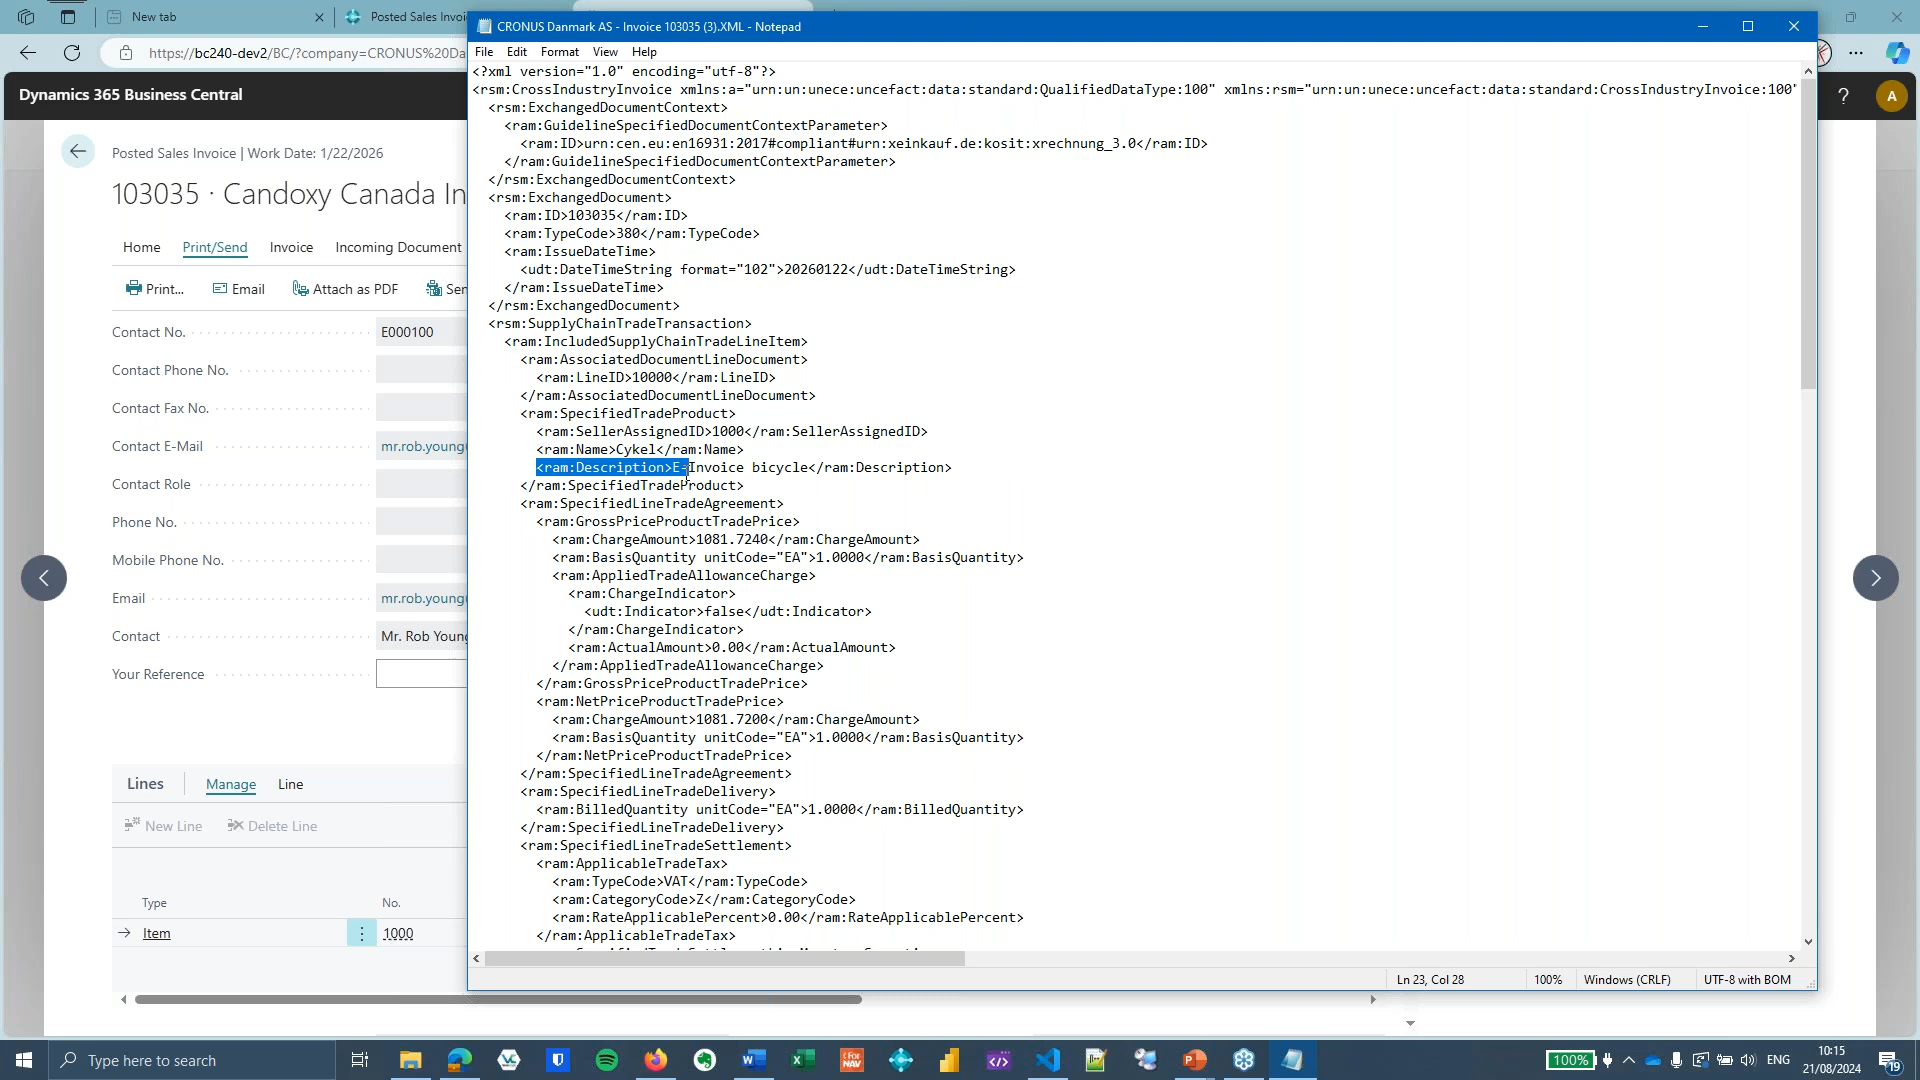 New tab
Posted Sales Invoi
https://bc240-dev2/BC/?company=CRONUS%20Da
Dynamics 365 Business Central
?
A
Posted Sales Invoice | Work Date: 1/22/2026
103035 · Candoxy Canada In
Home
Print/Send
Invoice
Incoming Document
Print...
Email
Attach as PDF
Sen
Contact No.
E000100
Contact Phone No.
Contact Fax No.
Contact E-Mail
mr.rob.young
Contact Role
Phone No.
Mobile Phone No.
Email
mr.rob.young
Contact
Mr. Rob Young
Your Reference
Lines
Manage
Line
New Line
Delete Line
Type
No.
Item
1000
CRONUS Danmark AS - Invoice 103035 (3).XML - Notepad
File Edit Format View Help
<?xml version="1.0" encoding="utf-8"?>
<rsm:CrossIndustryInvoice xmlns:a="urn:un:unece:uncefact:data:standard:QualifiedDataType:100" xmlns:rsm="urn:un:unece:uncefact:data:standard:CrossIndustryInvoice:100"
<rsm:ExchangedDocumentContext>
<ram:GuidelineSpecifiedDocumentContextParameter>
<ram:ID>urn:cen.eu:en16931:2017#compliant#urn:xeinkauf.de:kosit:xrechnung_3.0</ram:ID>
</ram:GuidelineSpecifiedDocumentContextParameter>
</rsm:ExchangedDocumentContext>
<rsm:ExchangedDocument>
<ram:ID>103035</ram:ID>
<ram:TypeCode>380</ram:TypeCode>
<ram:IssueDateTime>
<udt:DateTimeString format="102">20260122</udt:DateTimeString>
</ram:IssueDateTime>
</rsm:ExchangedDocument>
<rsm:SupplyChainTradeTransaction>
<ram:IncludedSupplyChainTradeLineItem>
<ram:AssociatedDocumentLineDocument>
<ram:LineID>10000</ram:LineID>
</ram:AssociatedDocumentLineDocument>
<ram:SpecifiedTradeProduct>
<ram:SellerAssignedID>1000</ram:SellerAssignedID>
<ram:Name>Cykel</ram:Name>
<ram:Description>E-Invoice bicycle</ram:Description>
</ram:SpecifiedTradeProduct>
<ram:SpecifiedLineTradeAgreement>
<ram:GrossPriceProductTradePrice>
<ram:ChargeAmount>1081.7240</ram:ChargeAmount>
<ram:BasisQuantity unitCode="EA">1.0000</ram:BasisQuantity>
<ram:AppliedTradeAllowanceCharge>
<ram:ChargeIndicator>
<udt:Indicator>false</udt:Indicator>
</ram:ChargeIndicator>
<ram:ActualAmount>0.00</ram:ActualAmount>
</ram:AppliedTradeAllowanceCharge>
</ram:GrossPriceProductTradePrice>
<ram:NetPriceProductTradePrice>
<ram:ChargeAmount>1081.7200</ram:ChargeAmount>
<ram:BasisQuantity unitCode="EA">1.0000</ram:BasisQuantity>
</ram:NetPriceProductTradePrice>
</ram:SpecifiedLineTradeAgreement>
<ram:SpecifiedLineTradeDelivery>
<ram:BilledQuantity unitCode="EA">1.0000</ram:BilledQuantity>
</ram:SpecifiedLineTradeDelivery>
<ram:SpecifiedLineTradeSettlement>
<ram:ApplicableTradeTax>
<ram:TypeCode>VAT</ram:TypeCode>
<ram:CategoryCode>Z</ram:CategoryCode>
<ram:RateApplicablePercent>0.00</ram:RateApplicablePercent>
</ram:ApplicableTradeTax>
Ln 23, Col 28
100%
Windows (CRLF)
UTF-8 with BOM
Type here to search
100%
ENG
10:15
21/08/2024
19